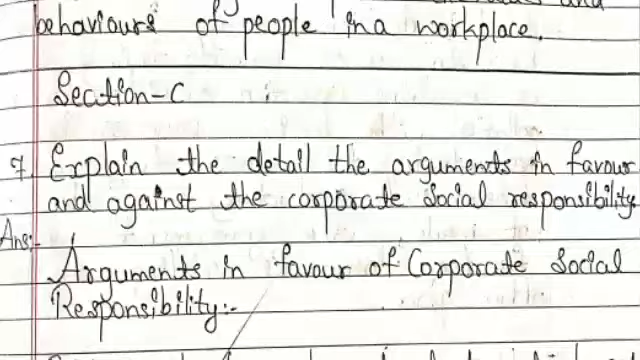 behaviours of people in a workplace.
Section-C
7. Explain the detail the arguments in favour
and against the corporate social responsibility
Ans:-
Arguments in favour of Corporate Social
Responsibility:-